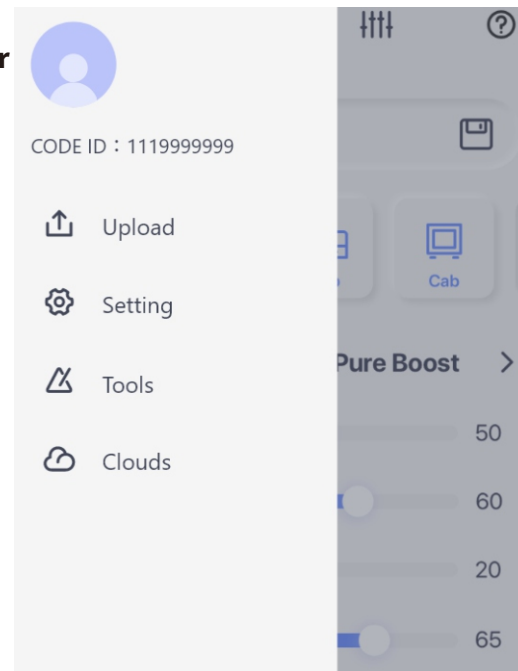 r
CODE ID：1119999999
Upload
Setting
Tools
Clouds
?
Cab
Pure Boost >
50
60
20
65